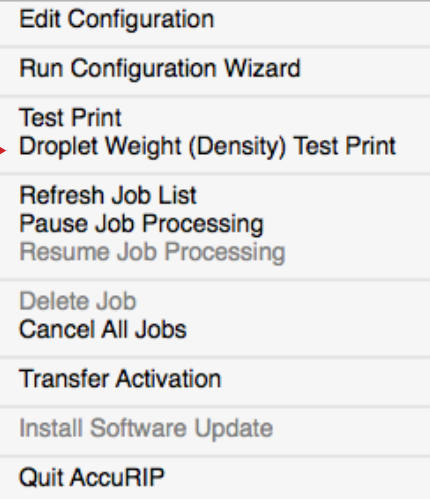 Edit Configuration
Run Configuration Wizard
Test Print
Droplet Weight (Density) Test Print
Refresh Job List
Pause Job Processing
Resume Job Processing
Delete Job
Cancel All Jobs
Transfer Activation
Install Software Update
Quit AccuRIP